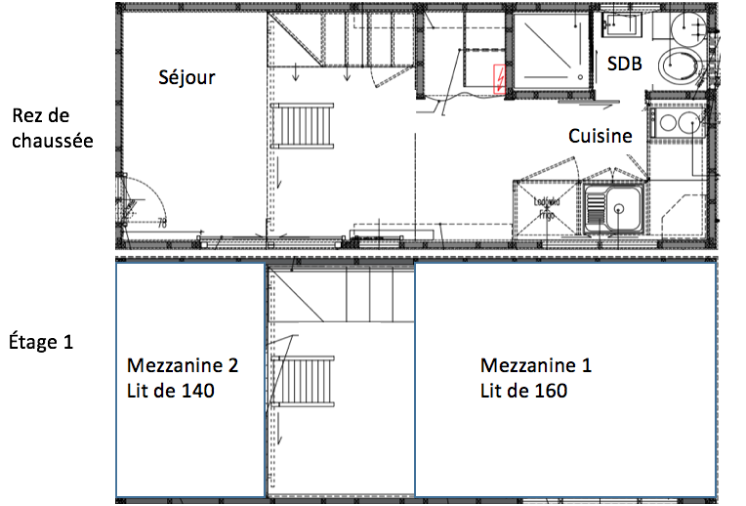 Séjour
SDB
Rez de
chaussée
Cuisine
Frigo
78
Étage 1
Mezzanine 2
Lit de 140
Mezzanine 1
Lit de 160